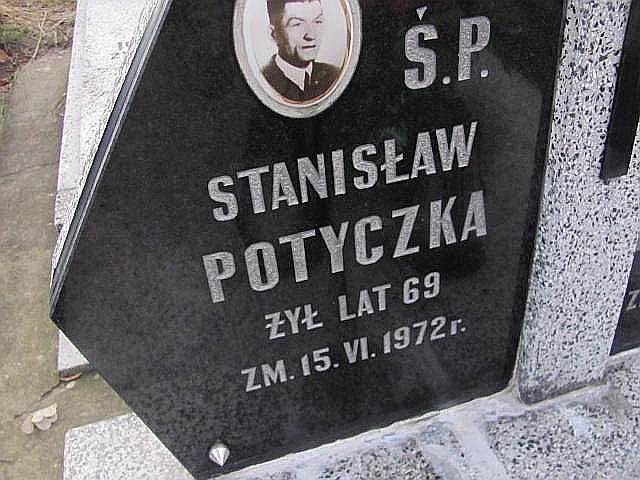 Ś.P.
STANISŁAW
POTYCZKA
ŻYŁ LAT 69
ZM. 15. VI. 1972 r.